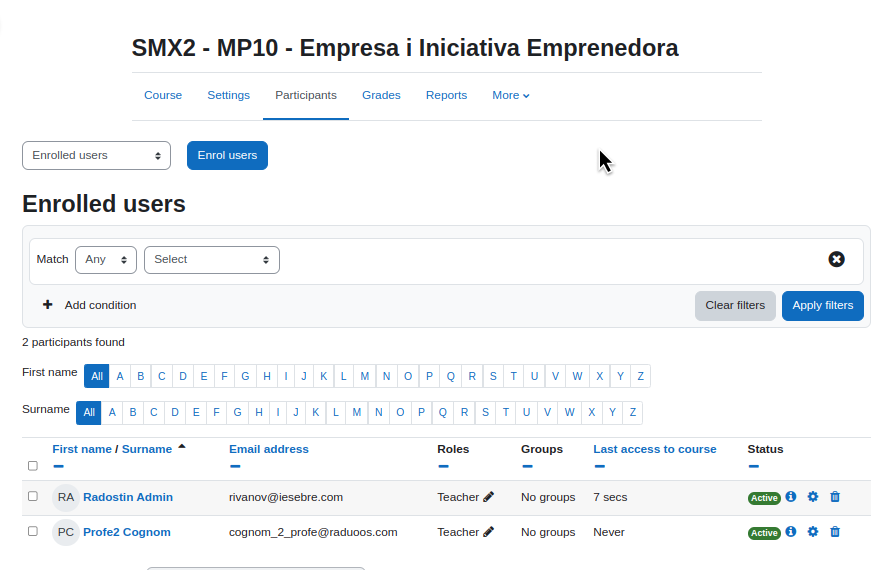 SMX2 - MP10 - Empresa i Iniciativa Emprenedora
Course Settings Participants Grades Reports More
Enrolled users Enrol users
Enrolled users
Match Any Select
Add condition Clear filters Apply filters
2 participants found
First name All A B C D E F G H I J K L M N O P Q R S T U V W X Y Z
Surname All A B C D E F G H I J K L M N O P Q R S T U V W X Y Z
First name / Surname Email address Roles Groups Last access to course Status
RA Radostin Admin rivanov@iesebre.com Teacher No groups 7 secs Active
PC Profe2 Cognom cognom_2_profe@raduoos.com Teacher No groups Never Active